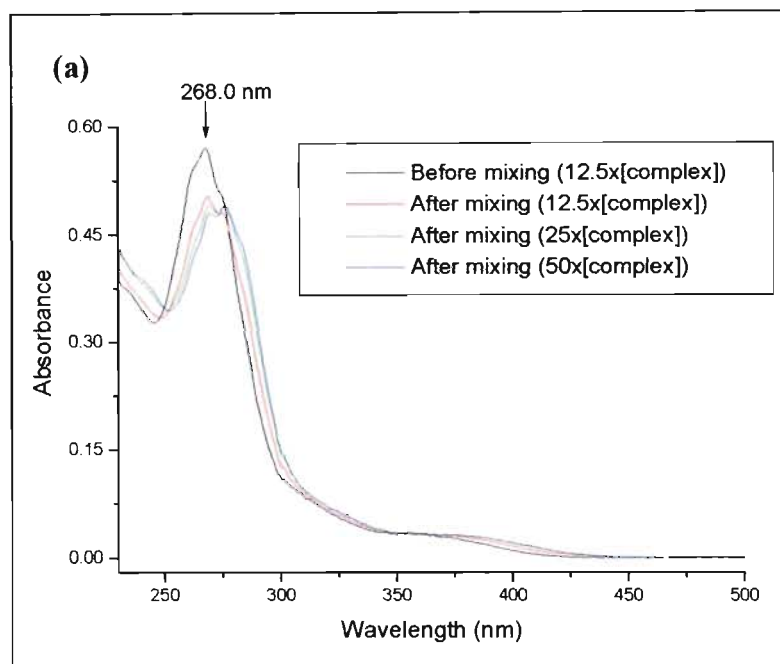 (a)
268.0 nm
0.60
Before mixing (12.5x[complex])
After mixing (12.5x[complex])
After mixing (25x[complex])
After mixing (50x[complex])
0.45
0.30
0.15
0.00
Absorbance
250
300
350
400
450
500
Wavelength (nm)